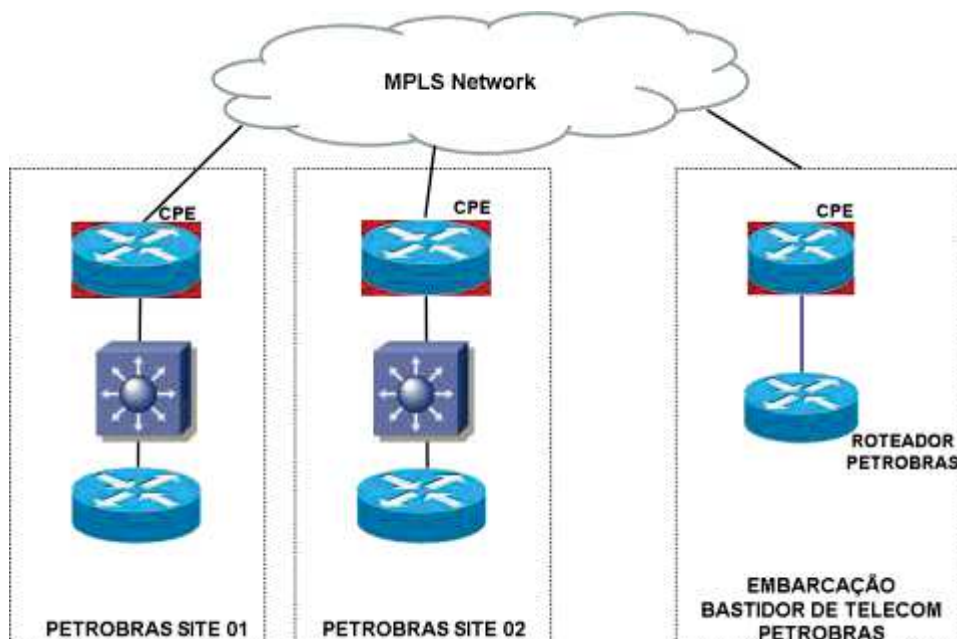 MPLS Network
CPE
CPE
CPE
ROTEADOR
PETROBRAS
PETROBRAS SITE 01
PETROBRAS SITE 02
EMBARCAÇÃO
BASTIDOR DE TELECOM
PETROBRAS